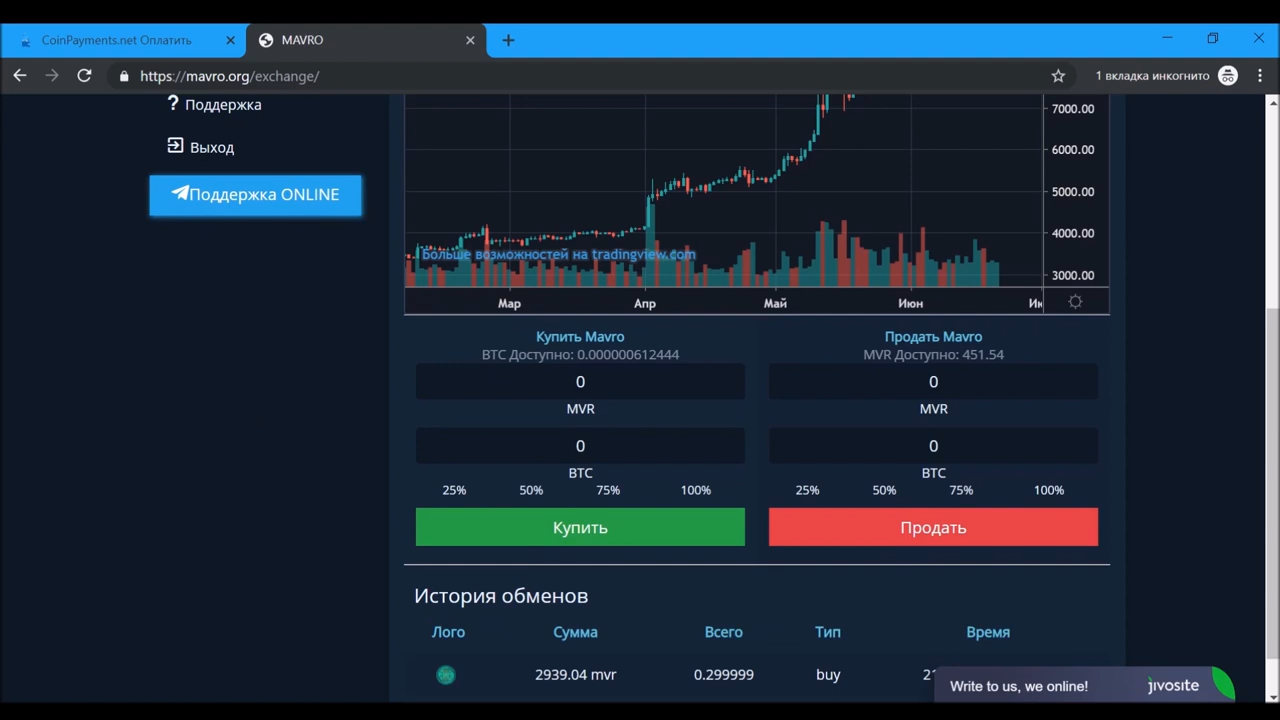 CoinPayments.net Оплатить
MAVRO
https://mavro.org/exchange/
1 вкладка инкогнито
? Поддержка
Выход
Поддержка ONLINE
7000.00
6000.00
5000.00
4000.00
3000.00
Больше возможностей на tradingview.com
Мар Апр Май Июн
Купить Mavro
BTC Доступно: 0.000000612444
0
MVR
0
BTC
25% 50% 75% 100%
Купить
Продать Mavro
MVR Доступно: 451.54
0
MVR
0
BTC
25% 50% 75% 100%
Продать
История обменов
Лого Сумма Всего Тип Время
2939.04 mvr 0.299999 buy
Write to us, we online! jivosite